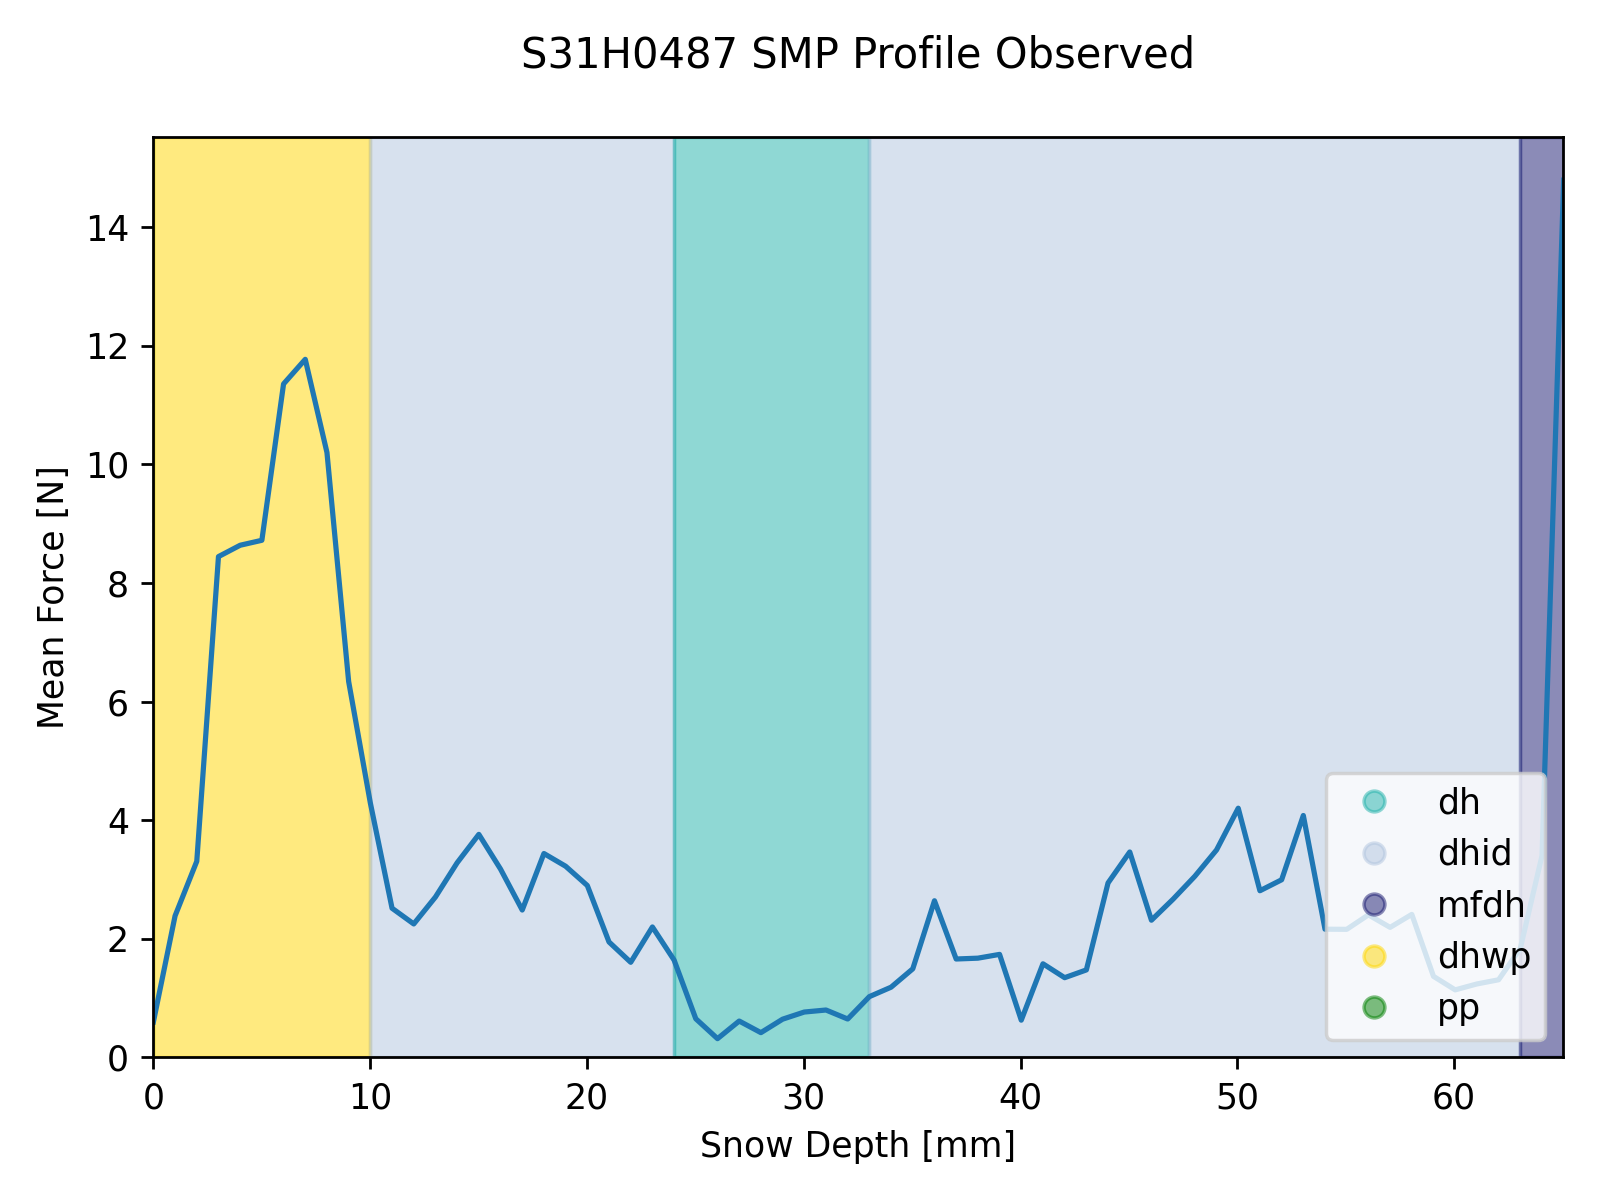 S31H0487 SMP Profile Observed
14
12
10
8
6
4
2
0
Mean Force [N]
dh
dhid
mfdh
dhwp
pp
0 10 20 30 40 50 60
Snow Depth [mm]